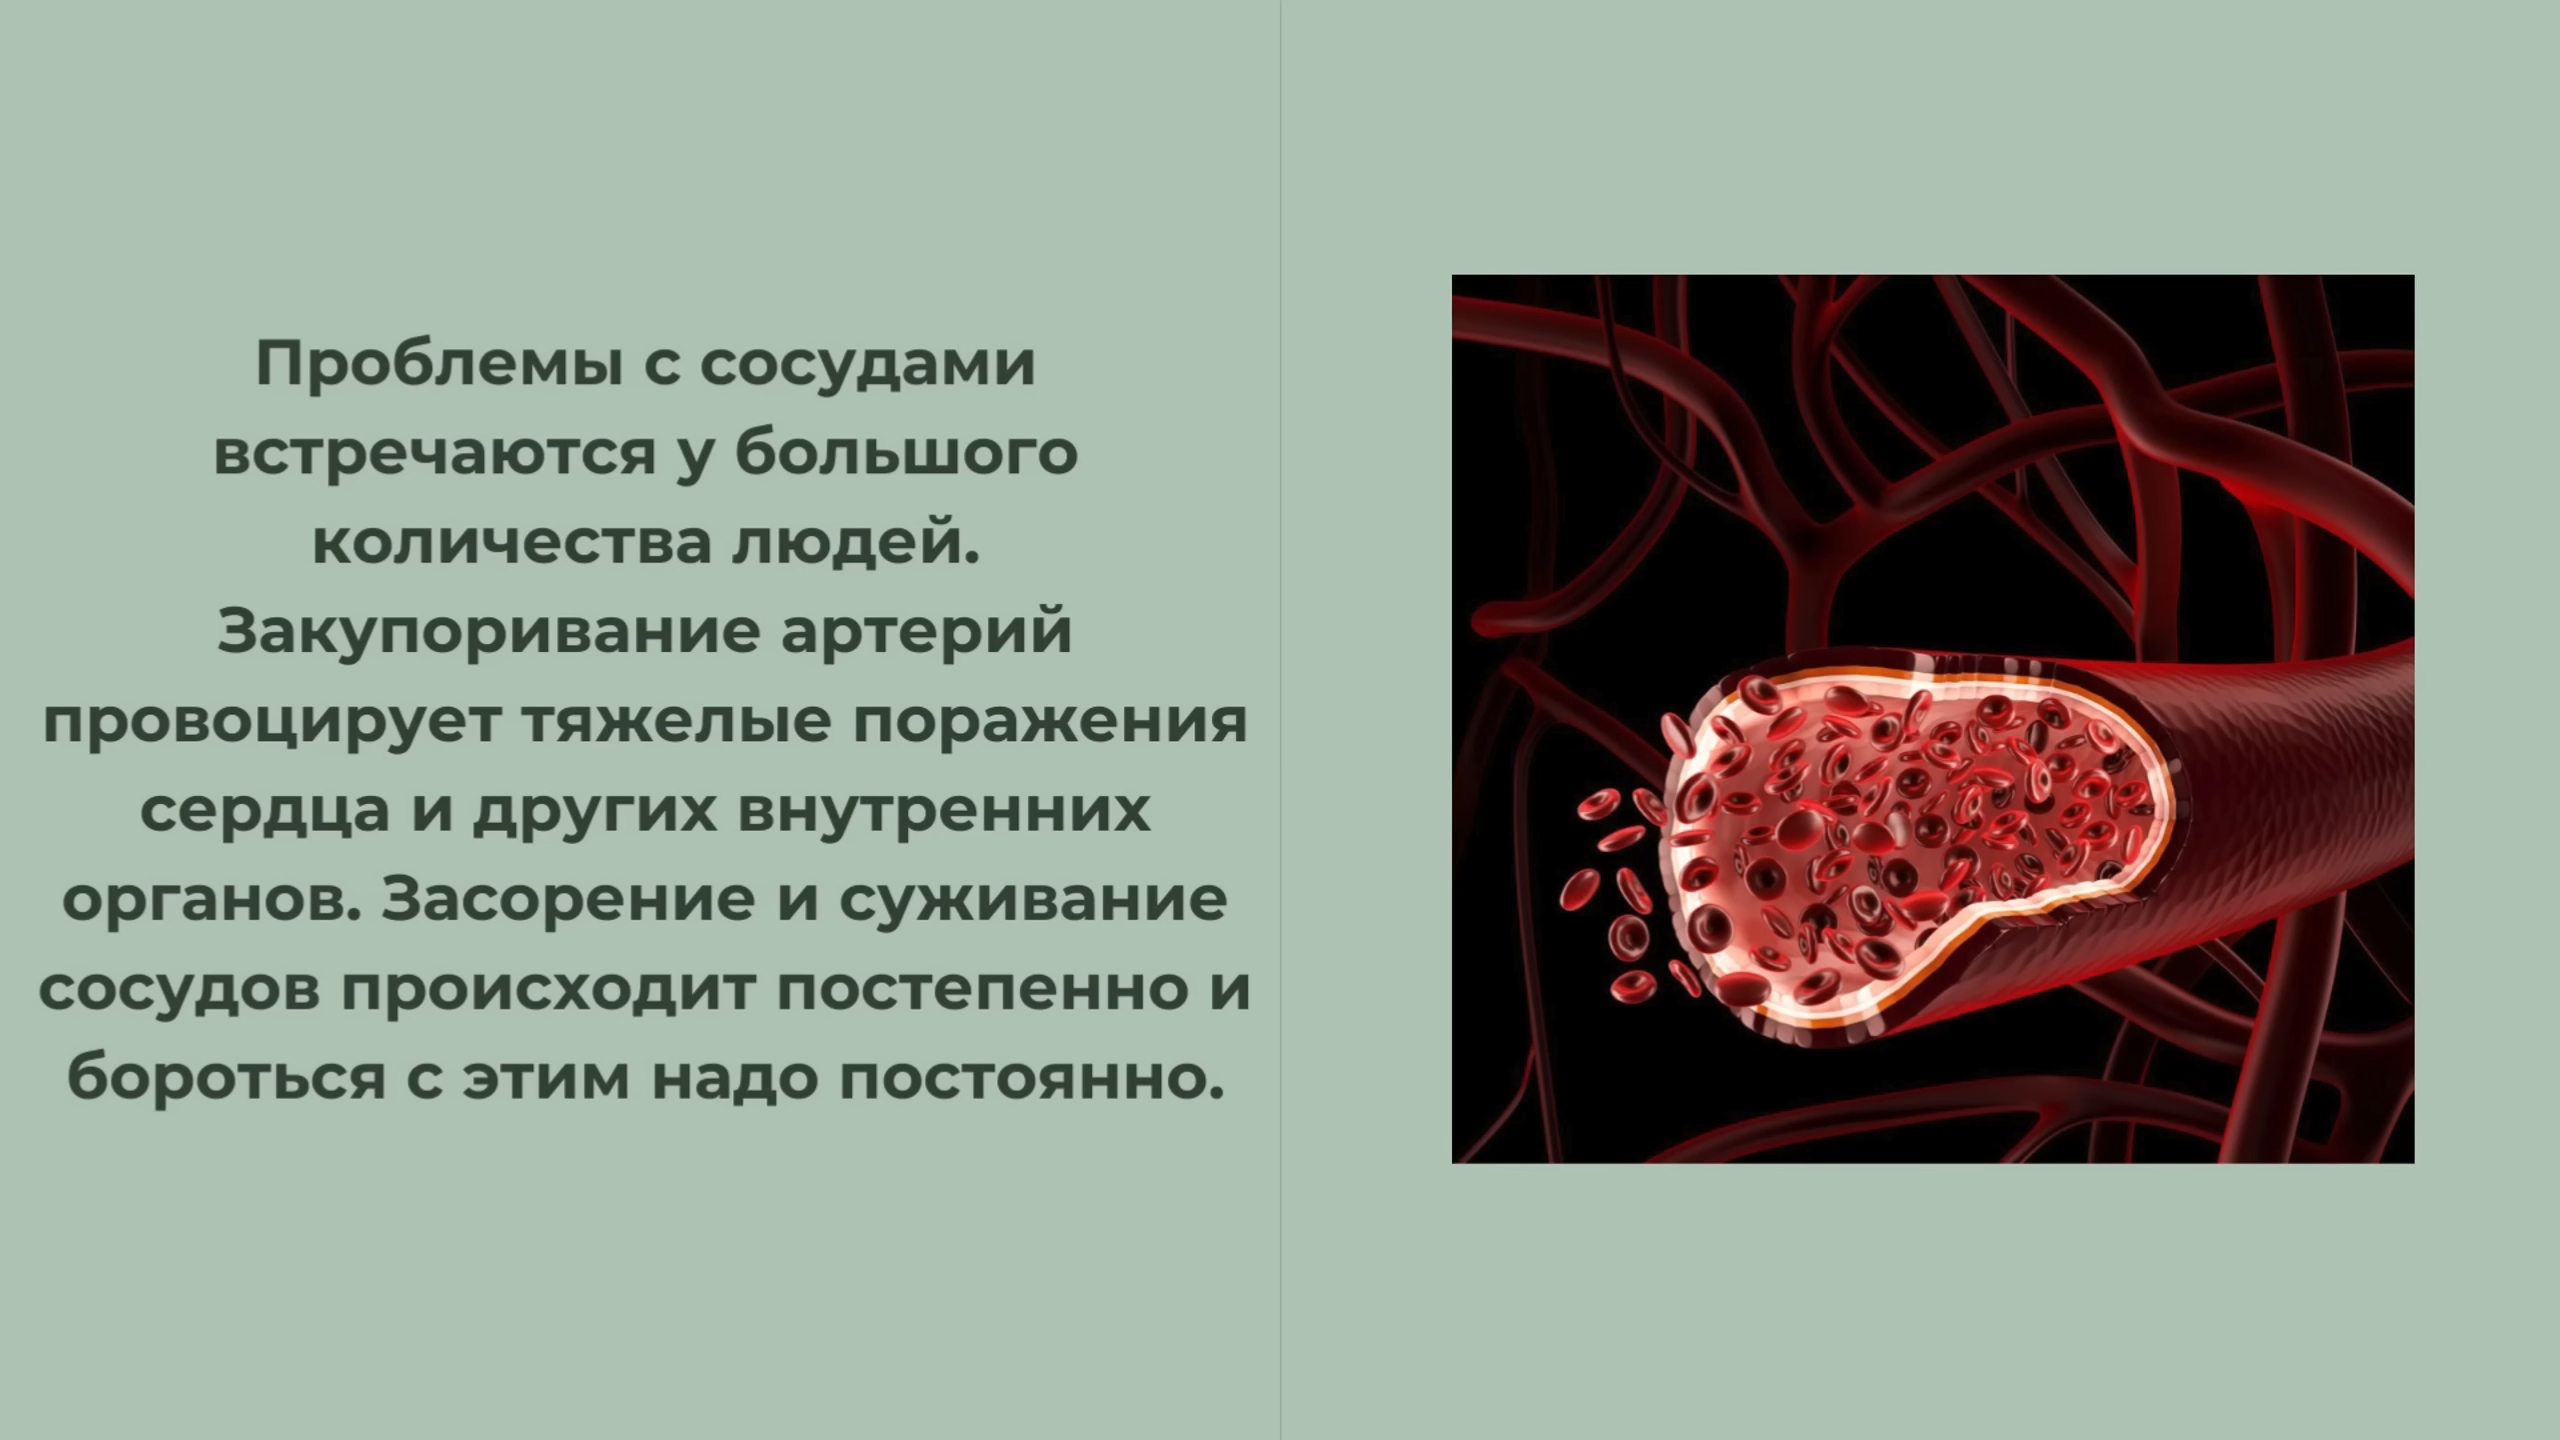 Проблемы с сосудами
встречаются у большого
количества людей.
Закупоривание артерий
провоцирует тяжелые поражения
сердца и других внутренних
органов. Засорение и суживание
сосудов происходит постепенно и
бороться с этим надо постоянно.